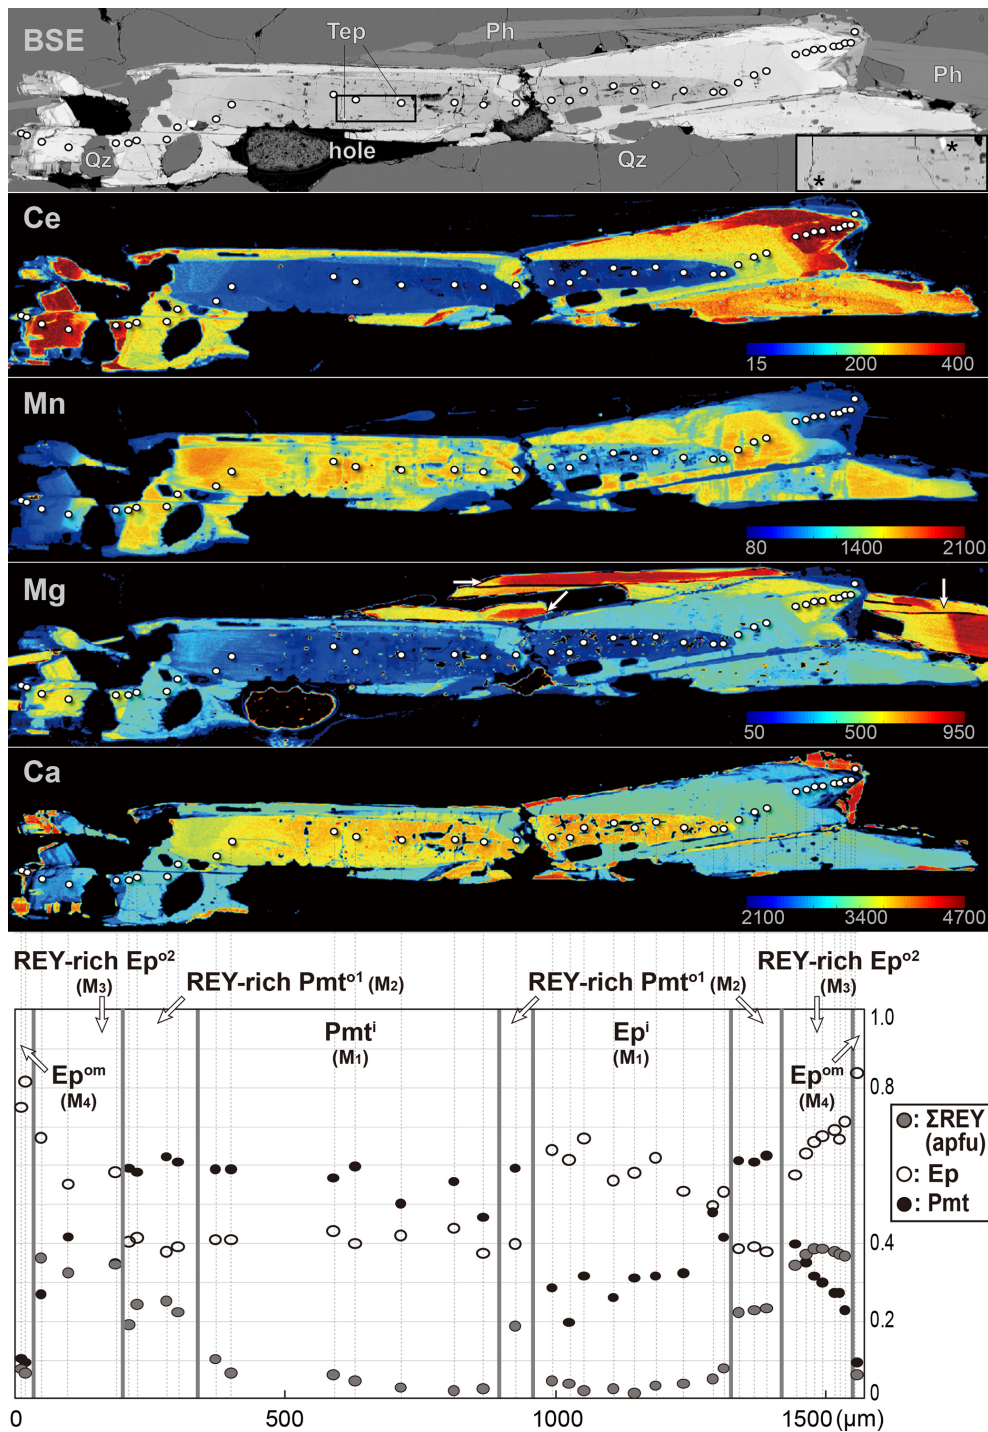 BSE
Tep
Ph
Ph
Qz
hole
Qz
*
*
Ce
15 200 400
Mn
80 1400 2100
Mg
50 500 950
Ca
2100 3400 4700
REY-rich Epᵒ²
(M₃)
REY-rich Pmtᵒ¹ (M₂)
REY-rich Pmtᵒ¹ (M₂)
REY-rich Epᵒ²
(M₃)
Epᵒᵐ
(M₄)
Pmtⁱ
(M₁)
Epⁱ
(M₁)
Epᵒᵐ
(M₄)
1.0
0.8
0.6
0.4
0.2
0
: ΣREY
(apfu)
: Ep
: Pmt
0 500 1000 1500 (μm)